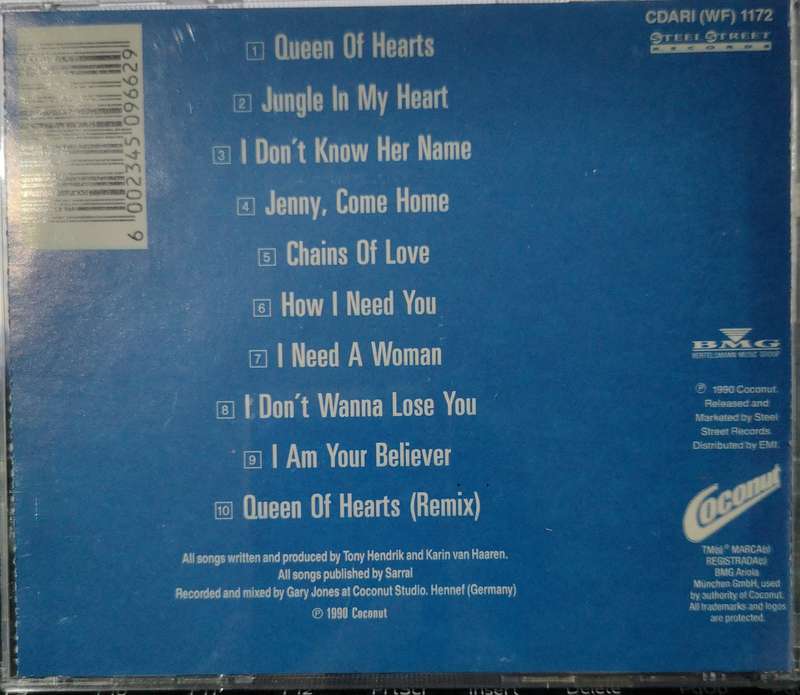 CDARI (WF) 1172
STEEL STREET
RECORDS
6 002345 096629
1 Queen Of Hearts
2 Jungle In My Heart
3 I Don't Know Her Name
4 Jenny, Come Home
5 Chains Of Love
6 How I Need You
7 I Need A Woman
8 I Don't Wanna Lose You
9 I Am Your Believer
10 Queen Of Hearts (Remix)
BMG
BERTELSMANN MUSIC GROUP
℗ 1990 Coconut.
Released and
Marketed by Steel
Street Records.
Distributed by EMI.
Coconut
TM(s)® MARCA(s)
REGISTRADA(s)
BMG Ariola
München GmbH, used
by authority of Coconut.
All trademarks and logos
are protected.
All songs written and produced by Tony Hendrik and Karin van Haaren.
All songs published by Sarral
Recorded and mixed by Gary Jones at Coconut Studio. Hennef (Germany)
℗ 1990 Coconut
PrtScr Insert Delete